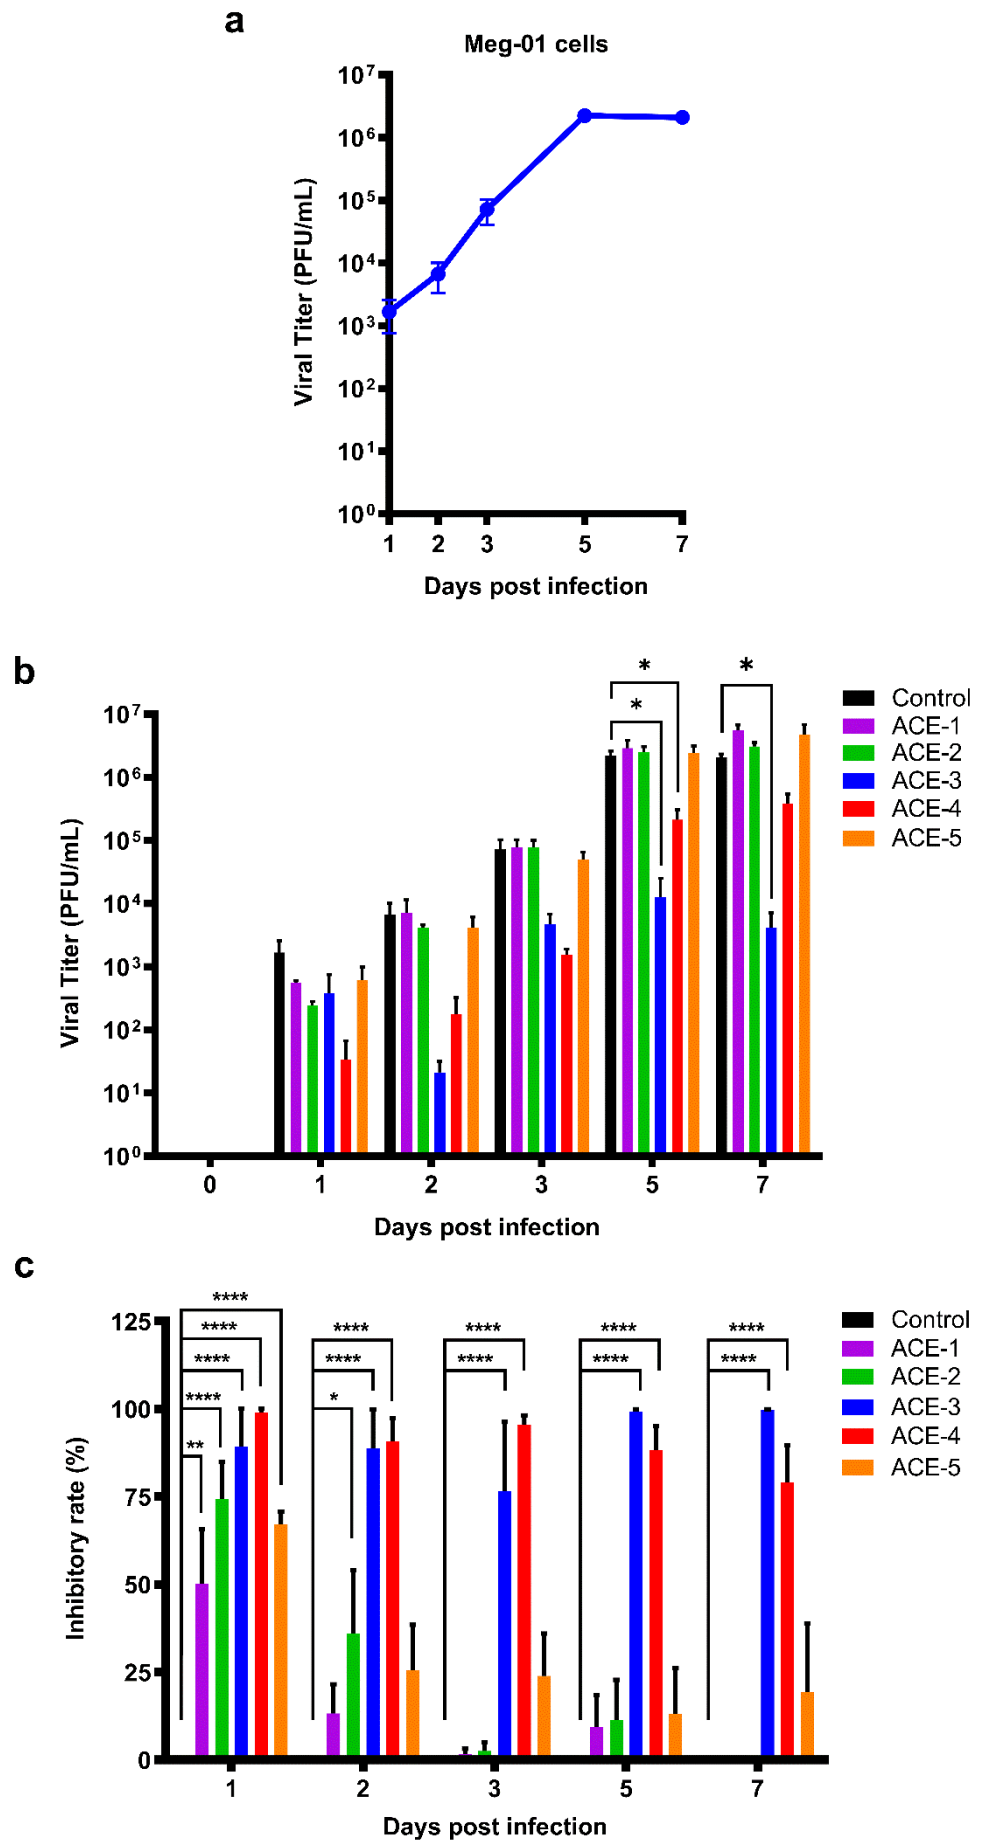 a
Meg-01 cells
10⁷
10⁶
10⁵
10⁴
10³
10²
10¹
10⁰
Viral Titer (PFU/mL)
1 2 3 5 7
Days post infection
b
* *
*
10⁷
10⁶
10⁵
10⁴
10³
10²
10¹
10⁰
Viral Titer (PFU/mL)
0 1 2 3 5 7
Days post infection
Control
ACE-1
ACE-2
ACE-3
ACE-4
ACE-5
c
****
**** **** **** **** ****
**** **** **** **** ****
**** *
**
125
100
75
50
25
0
Inhibitory rate (%)
1 2 3 5 7
Days post infection
Control
ACE-1
ACE-2
ACE-3
ACE-4
ACE-5